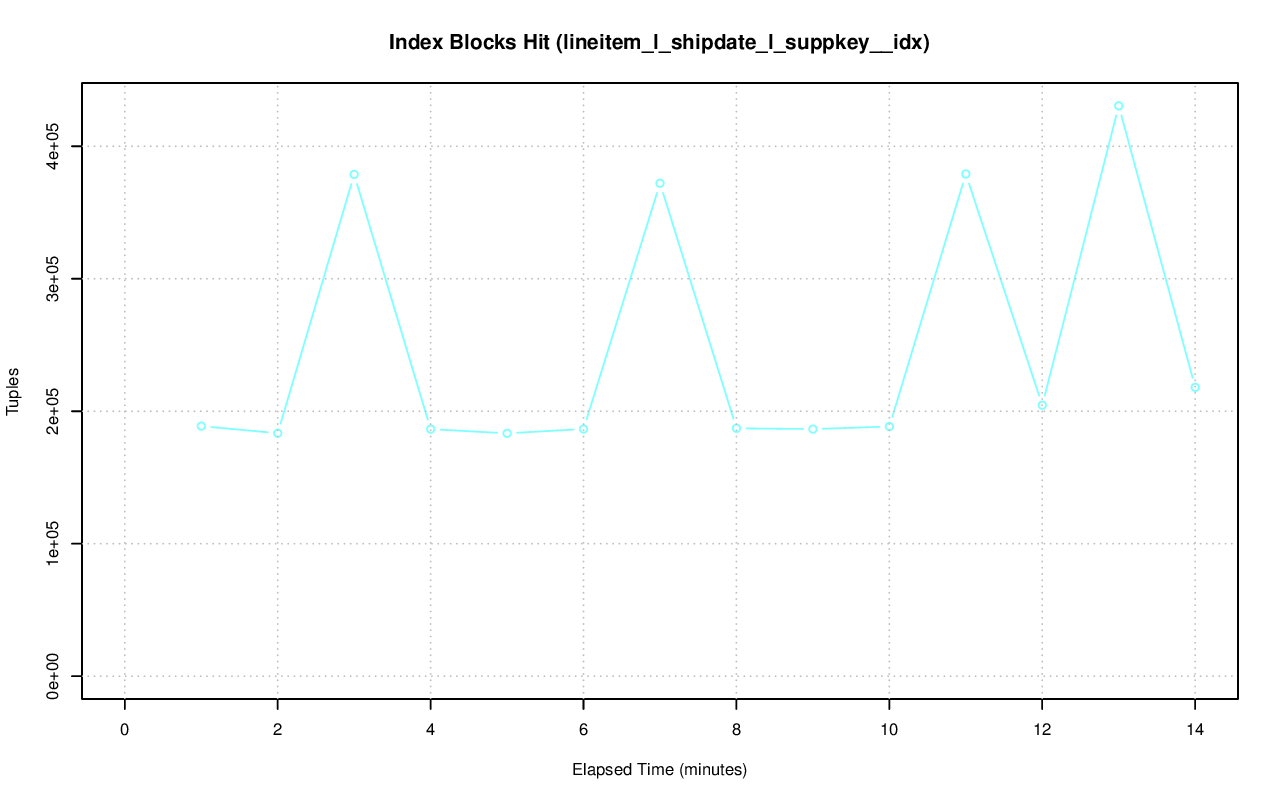 Index Blocks Hit (lineitem_l_shipdate_l_suppkey__idx)
Tuples
4e+05
3e+05
2e+05
1e+05
0e+00
0 2 4 6 8 10 12 14
Elapsed Time (minutes)